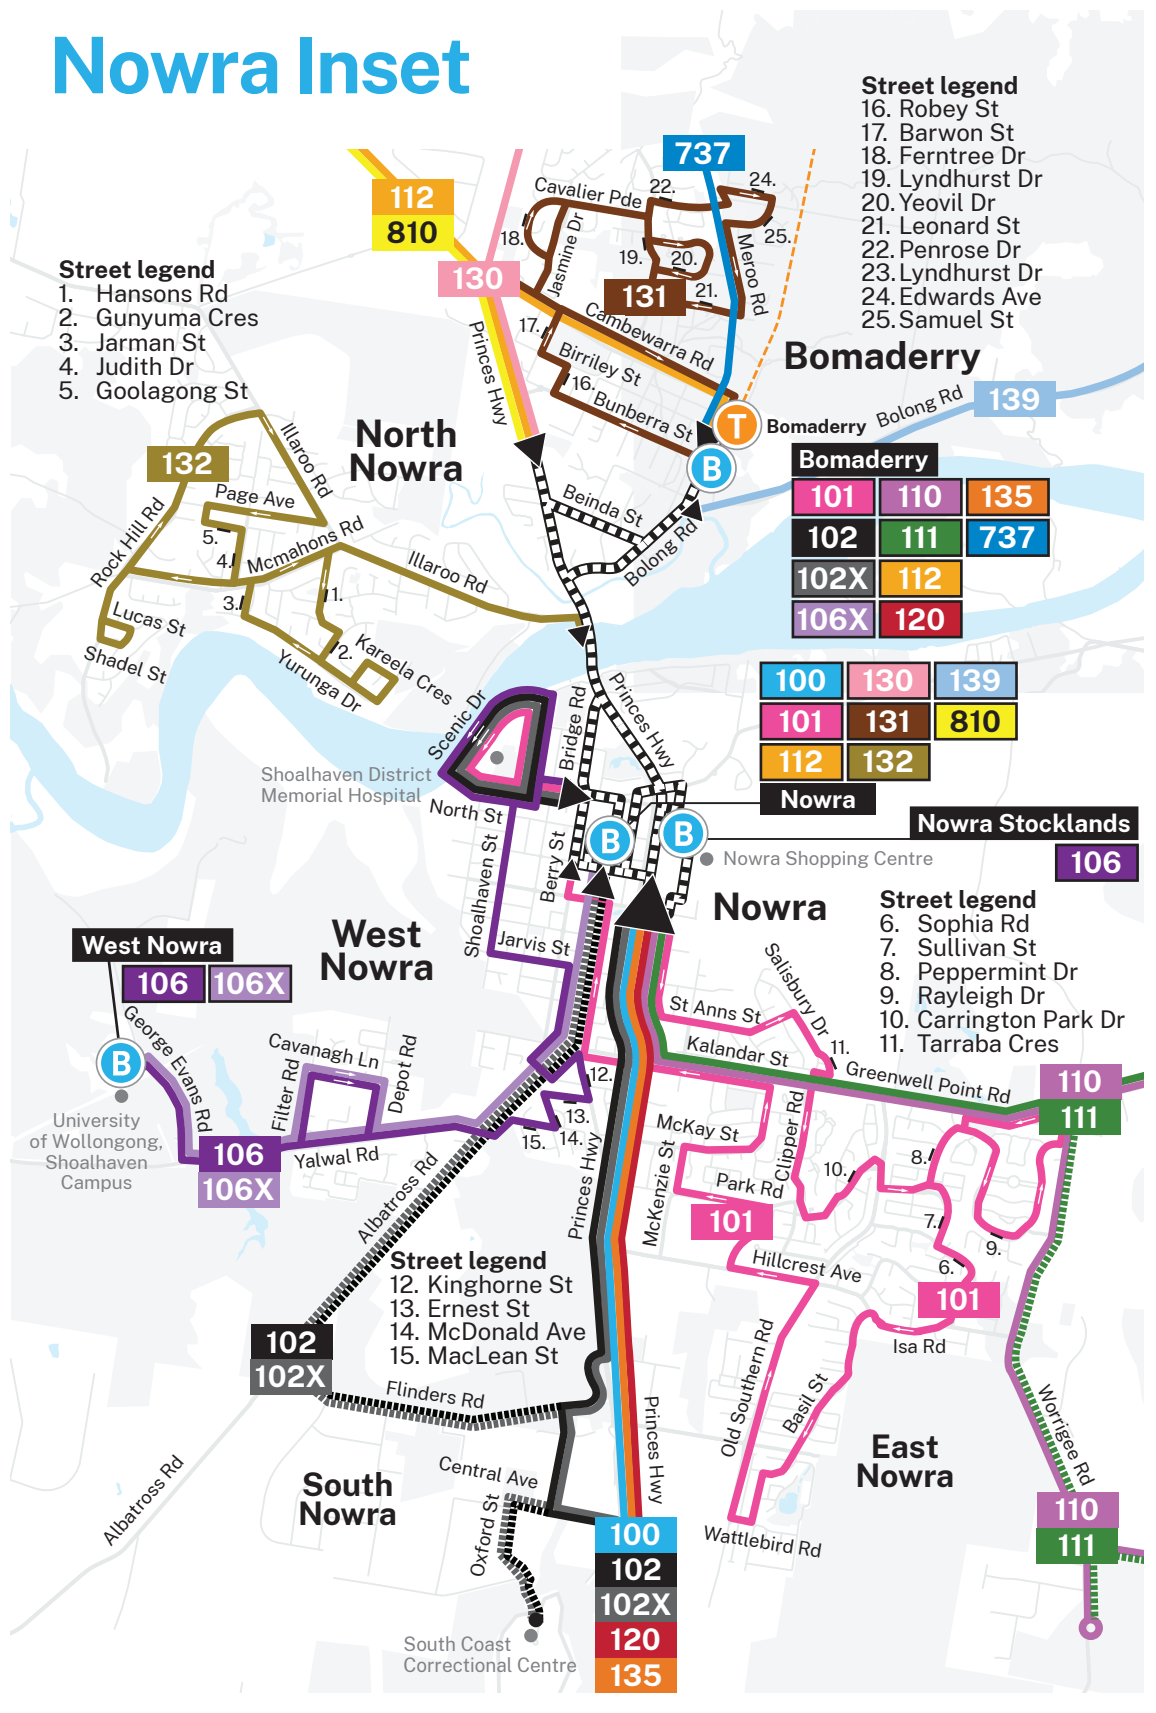 Nowra Inset
Street legend
16. Robey St
17. Barwon St
18. Ferntree Dr
19. Lyndhurst Dr
20. Yeovil Dr
21. Leonard St
22. Penrose Dr
23. Lyndhurst Dr
24. Edwards Ave
25. Samuel St
737
112
810
130
Cavalier Pde
22.
24.
25.
18.
Jasmine Dr
19.
20.
21.
Meroo Rd
131
Street legend
1. Hansons Rd
2. Gunyuma Cres
3. Jarman St
4. Judith Dr
5. Goolagong St
Princes Hwy
17.
Cambewarra Rd
Birriley St
16.
Bunberra St
Bomaderry
T
Bomaderry
B
Bolong Rd
139
North
Nowra
132
Illaroo Rd
Page Ave
5.
4.
Rock Hill Rd
Mcmahons Rd
Illaroo Rd
3.
1.
2.
Lucas St
Shadel St
Yurunga Dr
Kareela Cres
Beinda St
Bolong Rd
Bomaderry
101 110 135
102 111 737
102X 112
106X 120
100 130 139
101 131 810
112 132
Nowra
Scenic Dr
Bridge Rd
Princes Hwy
Shoalhaven District
Memorial Hospital
North St
Shoalhaven St
Berry St
B
B
Nowra Stocklands
106
Nowra Shopping Centre
Nowra
West
Nowra
Jarvis St
Street legend
6. Sophia Rd
7. Sullivan St
8. Peppermint Dr
9. Rayleigh Dr
10. Carrington Park Dr
11. Tarraba Cres
West Nowra
106 106X
B
George Evans Rd
University
of Wollongong,
Shoalhaven
Campus
Cavanagh Ln
Filter Rd
Depot Rd
106
106X
Yalwal Rd
12.
13.
14.
15.
St Anns St
Salisbury Dr
11.
Kalandar St
Greenwell Point Rd
110
111
McKay St
McKenzie St
Park Rd
Clipper Rd
10.
8.
7.
9.
6.
101
Hillcrest Ave
101
Isa Rd
Albatross Rd
Princes Hwy
Street legend
12. Kinghorne St
13. Ernest St
14. McDonald Ave
15. MacLean St
102
102X
Flinders Rd
Old Southern Rd
Basil St
Princes Hwy
Worrigee Rd
East
Nowra
Albatross Rd
South
Nowra
Central Ave
Oxford St
Wattlebird Rd
110
111
100
102
102X
120
135
South Coast
Correctional Centre